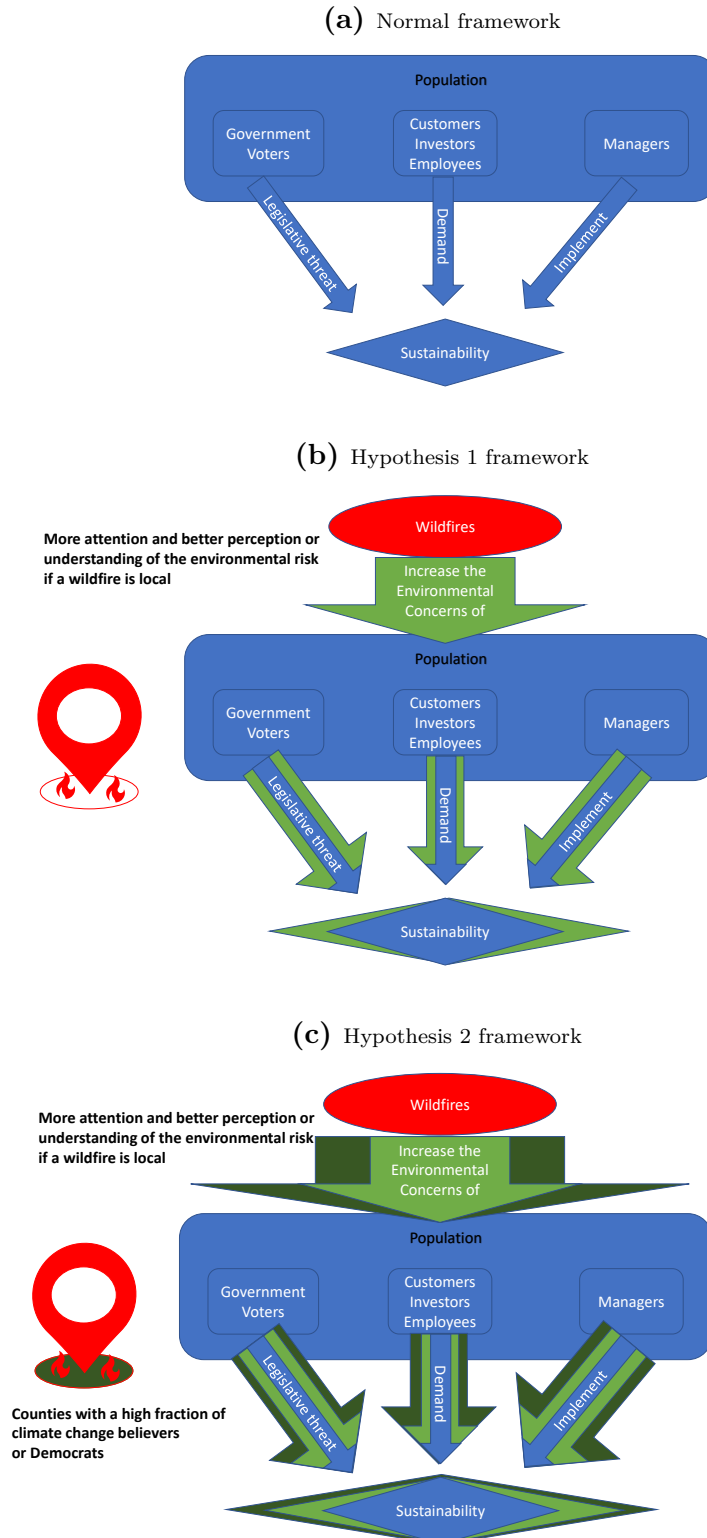 (a) Normal framework
Population
Government
Voters
Customers
Investors
Employees
Managers
Legislative threat
Demand
Implement
Sustainability
(b) Hypothesis 1 framework
Wildfires
More attention and better perception or
understanding of the environmental risk
if a wildfire is local
Increase the
Environmental
Concerns of
Population
Government
Voters
Customers
Investors
Employees
Managers
Legislative threat
Demand
Implement
Sustainability
(c) Hypothesis 2 framework
Wildfires
More attention and better perception or
understanding of the environmental risk
if a wildfire is local
Increase the
Environmental
Concerns of
Population
Government
Voters
Customers
Investors
Employees
Managers
Legislative threat
Demand
Implement
Counties with a high fraction of
climate change believers
or Democrats
Sustainability